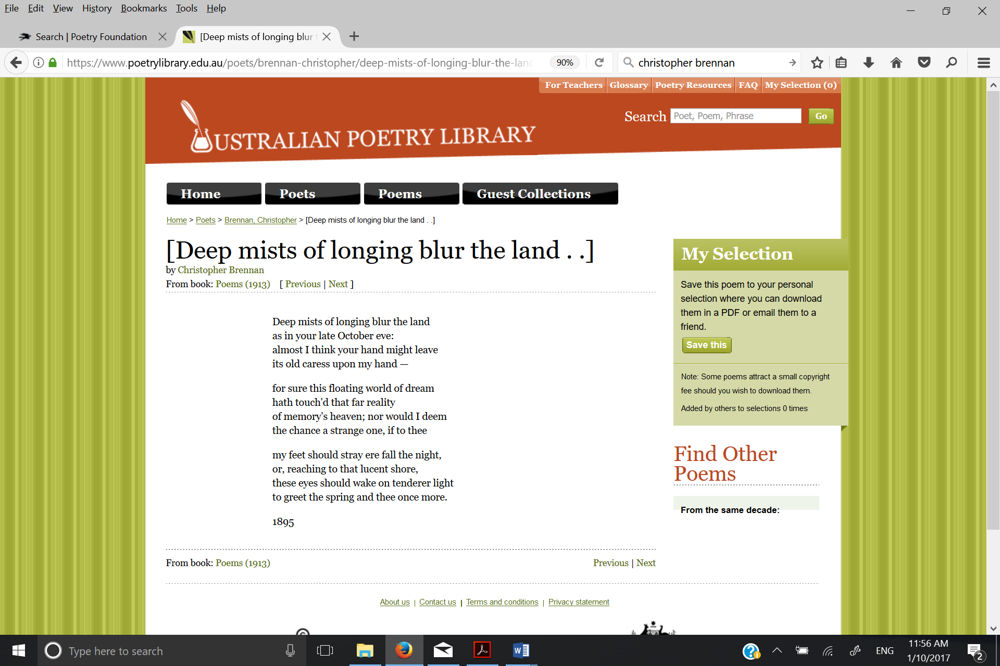 File Edit View History Bookmarks Tools Help
Search | Poetry Foundation
[Deep mists of longing blur
https://www.poetrylibrary.edu.au/poets/brennan-christopher/deep-mists-of-longing-blur-the-land
90%
christopher brennan
For Teachers
Glossary
Poetry Resources
FAQ
My Selection (0)
AUSTRALIAN POETRY LIBRARY
Search
Poet, Poem, Phrase
Go
Home
Poets
Poems
Guest Collections
Home > Poets > Brennan, Christopher > [Deep mists of longing blur the land . .]
[Deep mists of longing blur the land . .]
by Christopher Brennan
From book: Poems (1913) [ Previous | Next ]
Deep mists of longing blur the land
as in your late October eve:
almost I think your hand might leave
its old caress upon my hand —
for sure this floating world of dream
hath touch'd that far reality
of memory's heaven; nor would I deem
the chance a strange one, if to thee
my feet should stray ere fall the night,
or, reaching to that lucent shore,
these eyes should wake on tenderer light
to greet the spring and thee once more.
1895
From book: Poems (1913)
Previous | Next
My Selection
Save this poem to your personal
selection where you can download
them in a PDF or email them to a
friend.
Save this
Note: Some poems attract a small copyright
fee should you wish to download them.
Added by others to selections 0 times
Find Other
Poems
From the same decade:
About us | Contact us | Terms and conditions | Privacy statement
Type here to search
ENG
11:56 AM
1/10/2017
2